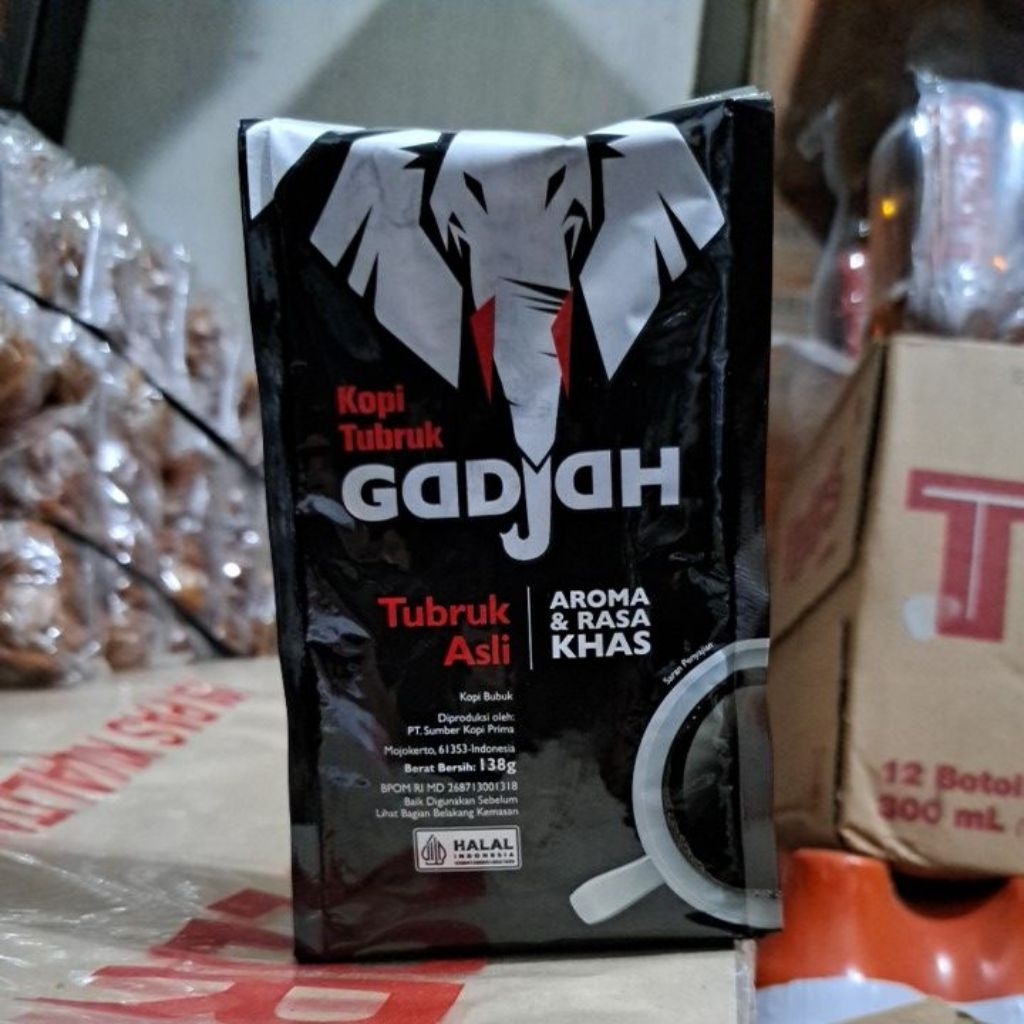 Kopi
Tubruk
GADJAH
Tubruk
Asli
AROMA
& RASA
KHAS
Saran Penyajian
Kopi Bubuk
Diproduksi oleh:
PT. Sumber Kopi Prima
Mojokerto, 61353-Indonesia
Berat Bersih: 138g
BPOM RI MD 268713001318
Baik Digunakan Sebelum
Lihat Bagian Belakang Kemasan
HALAL
INDONESIA
T
12 Botol
300 mL